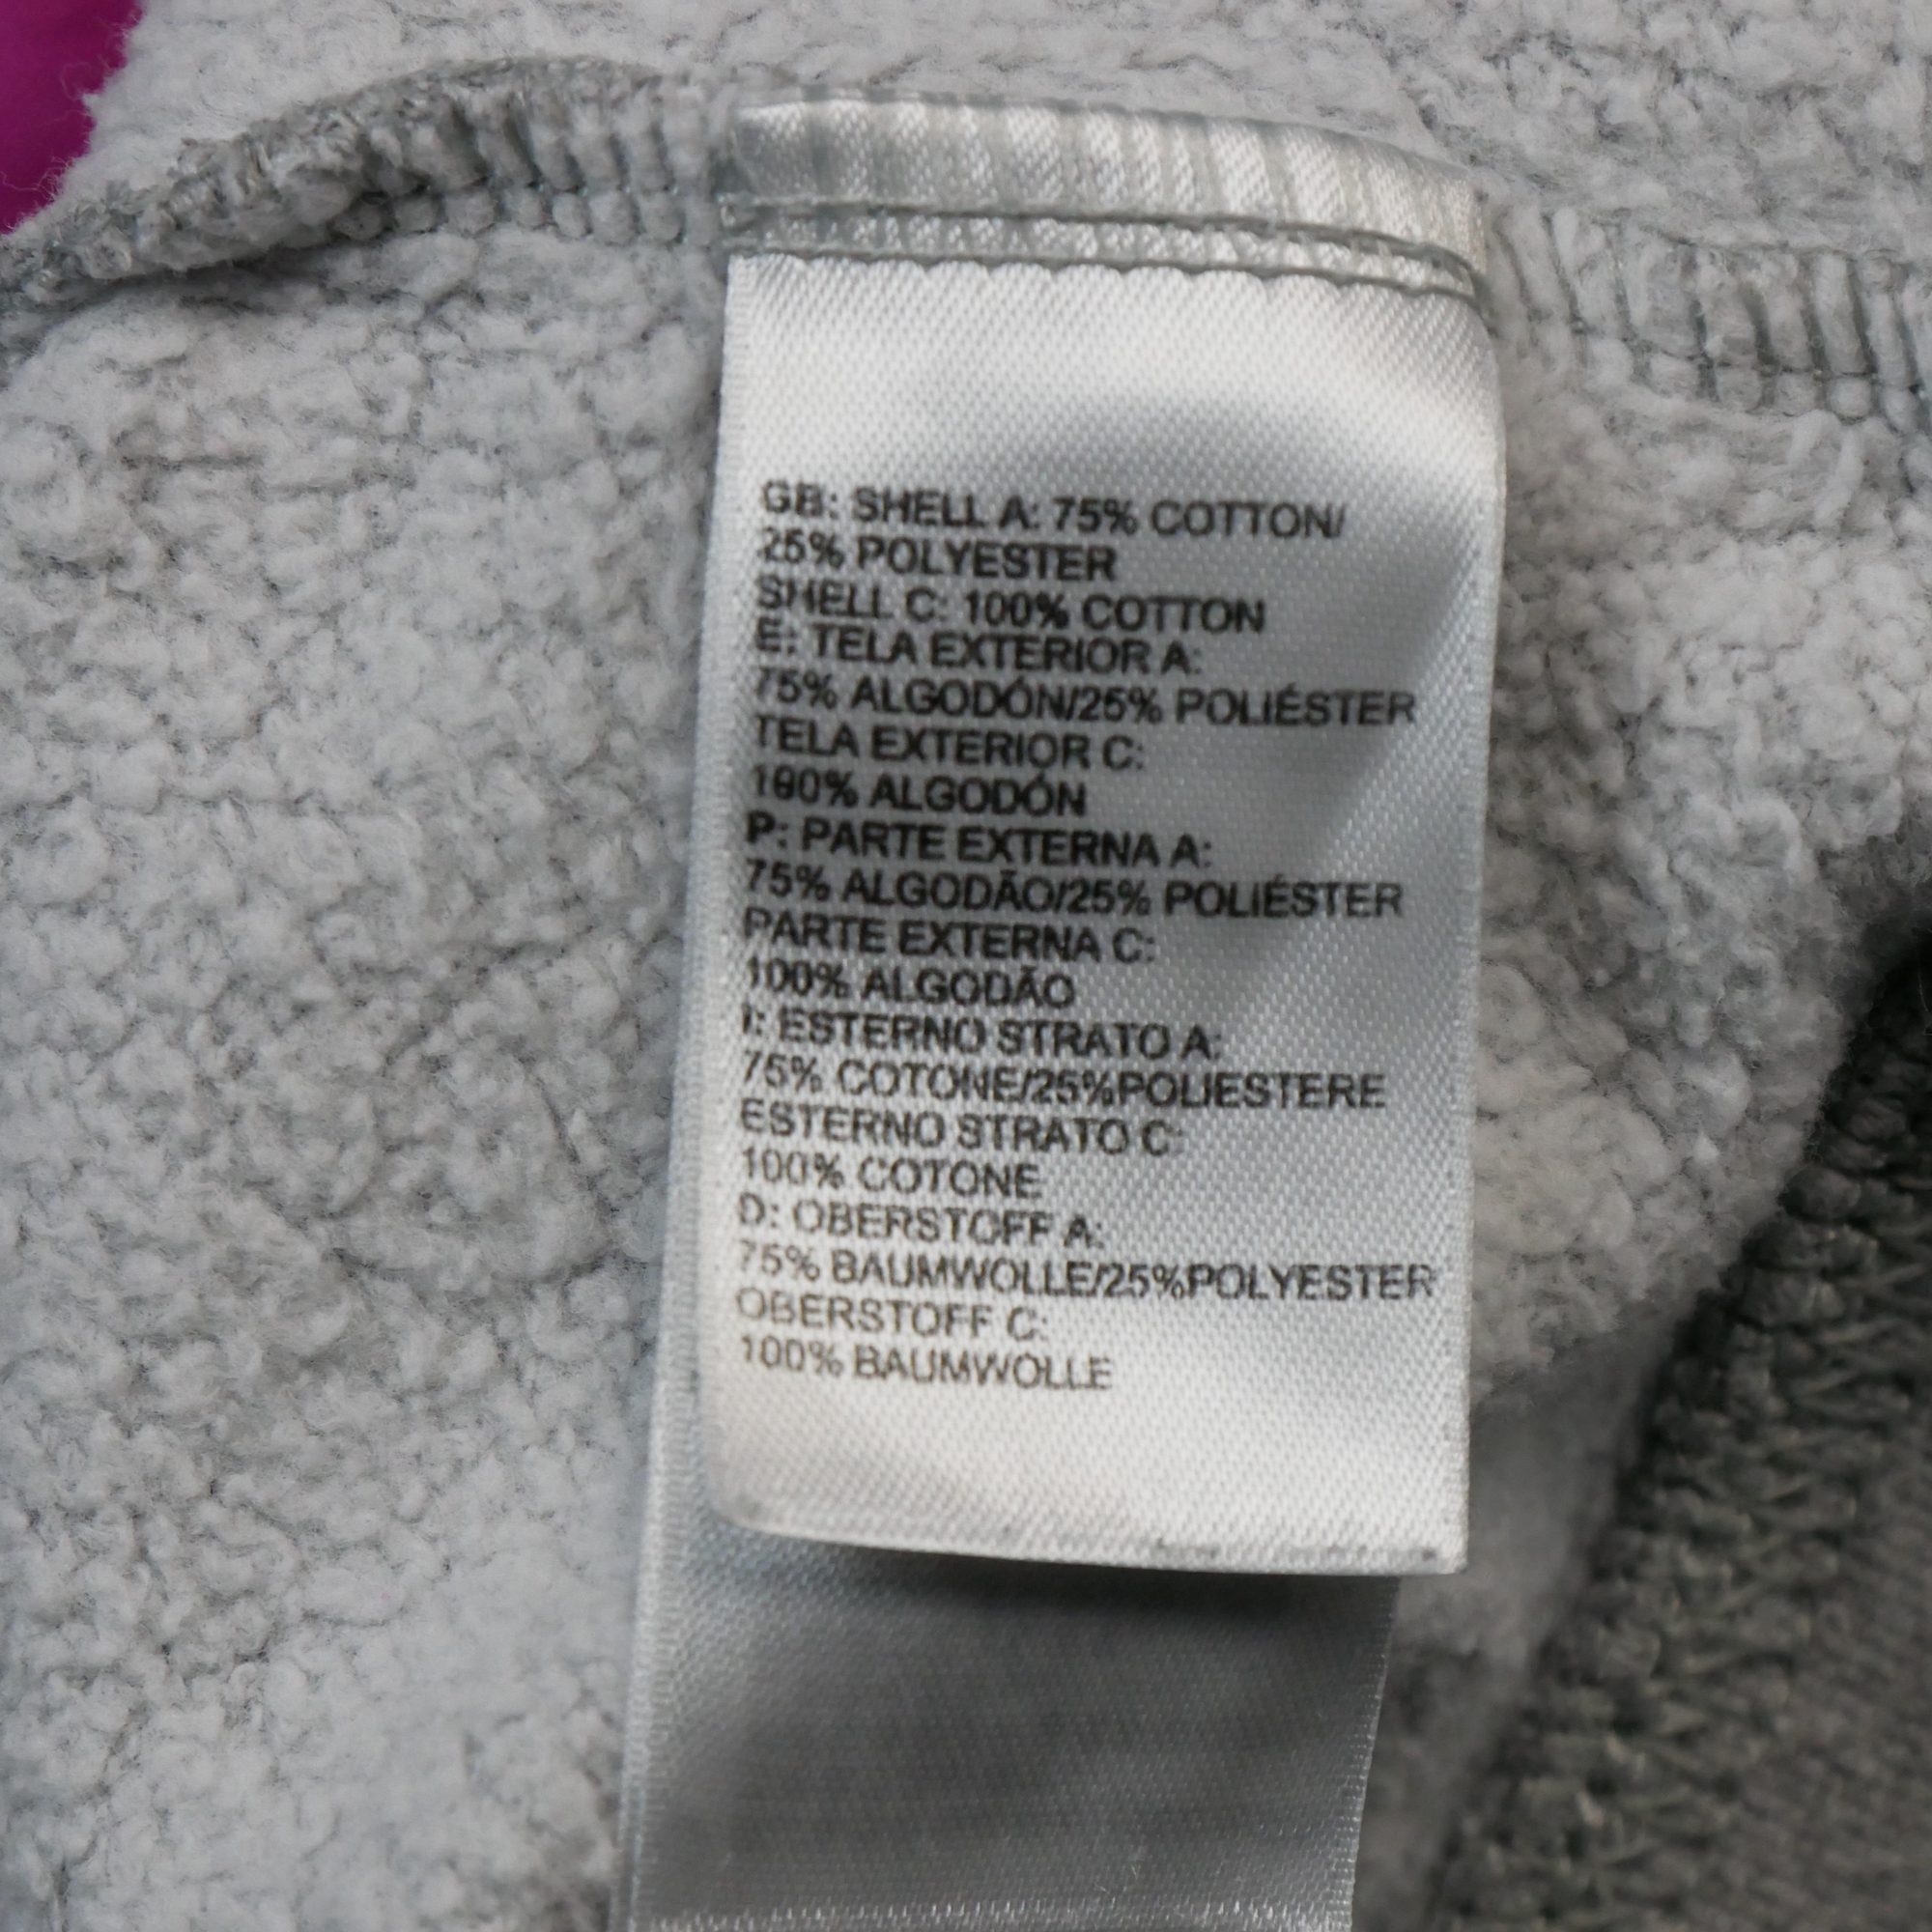 GB: SHELL A: 75% COTTON/
25% POLYESTER
SHELL C: 100% COTTON
E: TELA EXTERIOR A:
75% ALGODÓN/25% POLIÉSTER
TELA EXTERIOR C:
100% ALGODÓN
P: PARTE EXTERNA A:
75% ALGODÃO/25% POLIÉSTER
PARTE EXTERNA C:
100% ALGODÃO
I: ESTERNO STRATO A:
75% COTONE/25%POLIESTERE
ESTERNO STRATO C:
100% COTONE
D: OBERSTOFF A:
75% BAUMWOLLE/25%POLYESTER
OBERSTOFF C:
100% BAUMWOLLE